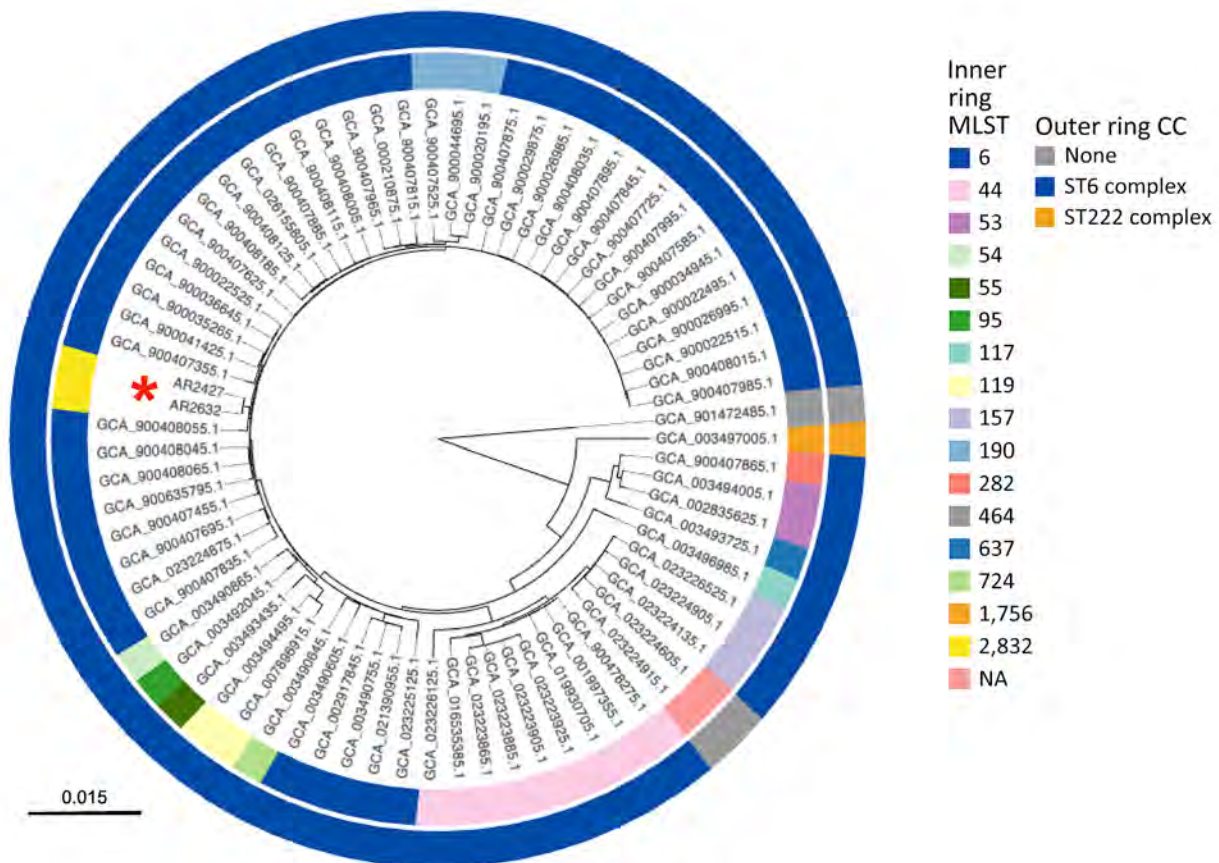 Inner
ring
MLST
6
44
53
54
55
95
117
119
157
190
282
464
637
724
1,756
2,832
NA
Outer ring CC
None
ST6 complex
ST222 complex
GCA_900044695.1
GCA_900020195.1
GCA_900407875.1
GCA_900029875.1
GCA_900026985.1
GCA_900408035.1
GCA_900407895.1
GCA_900407845.1
GCA_900407725.1
GCA_900407995.1
GCA_900407585.1
GCA_900034945.1
GCA_900022495.1
GCA_900026995.1
GCA_900022515.1
GCA_900408015.1
GCA_900407985.1
GCA_901472485.1
GCA_003497005.1
GCA_900407865.1
GCA_003494005.1
GCA_002835625.1
GCA_003493725.1
GCA_003496985.1
GCA_023226525.1
GCA_023224905.1
GCA_023224135.1
GCA_023224605.1
GCA_023224915.1
GCA_900478275.1
GCA_001997355.1
GCA_019930705.1
GCA_023223925.1
GCA_023223905.1
GCA_023223885.1
GCA_023223865.1
GCA_016535385.1
GCA_023226125.1
GCA_023225125.1
GCA_021390955.1
GCA_003490755.1
GCA_002917845.1
GCA_003490605.1
GCA_003490645.1
GCA_007896915.1
GCA_003494495.1
GCA_003493435.1
GCA_003492045.1
GCA_003490865.1
GCA_900407835.1
GCA_023224875.1
GCA_900407695.1
GCA_900407455.1
GCA_900635795.1
GCA_900408065.1
GCA_900408045.1
GCA_900408055.1
AR2632
AR2427
*
GCA_900407355.1
GCA_900041425.1
GCA_900035265.1
GCA_900036645.1
GCA_900022525.1
GCA_900407625.1
GCA_900408185.1
GCA_900408125.1
GCA_026155805.1
GCA_900407885.1
GCA_900408115.1
GCA_900408005.1
GCA_900407965.1
GCA_000210875.1
GCA_900407815.1
GCA_900407525.1
0.015